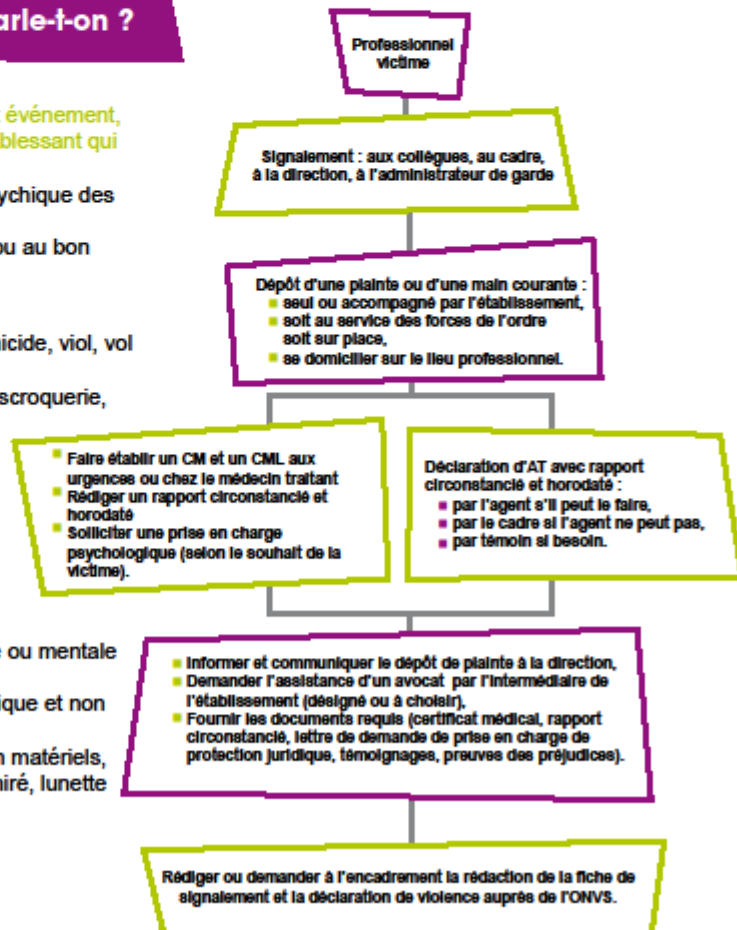 arle-t-on ?
événement,
blessant qui
ychique des
ou au bon
icide, viol, vol
scroquerie,
ou mentale
ique et non
n matériels,
iré, lunette
Professionnel
victime
Signalement : aux collègues, au cadre,
à la direction, à l'administrateur de garde
Dépôt d'une plainte ou d'une main courante :
seul ou accompagné par l'établissement,
soit au service des forces de l'ordre
soit sur place,
se domicilier sur le lieu professionnel.
Faire établir un CM et un CML aux
urgences ou chez le médecin traitant
Rédiger un rapport circonstancié et
horodaté
Solliciter une prise en charge
psychologique (selon le souhait de la
victime).
Déclaration d'AT avec rapport
circonstancié et horodaté :
par l'agent s'il peut le faire,
par le cadre si l'agent ne peut pas,
par témoin si besoin.
Informer et communiquer le dépôt de plainte à la direction,
Demander l'assistance d'un avocat par l'intermédiaire de
l'établissement (désigné ou à choisir),
Fournir les documents requis (certificat médical, rapport
circonstancié, lettre de demande de prise en charge de
protection juridique, témoignages, preuves des préjudices).
Rédiger ou demander à l'encadrement la rédaction de la fiche de
signalement et la déclaration de violence auprès de l'ONVS.